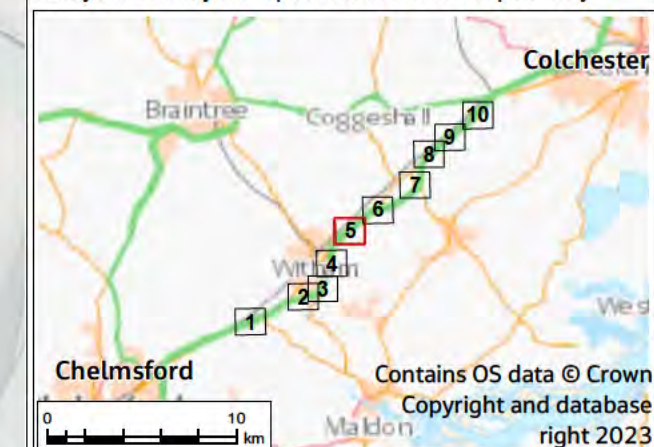 Colchester
Braintree
Coggeshall
10
9
8
7
6
5
4
Witham
3
2
1
West
Chelmsford
Contains OS data © Crown
Copyright and database
right 2023
Maldon
0 10
km